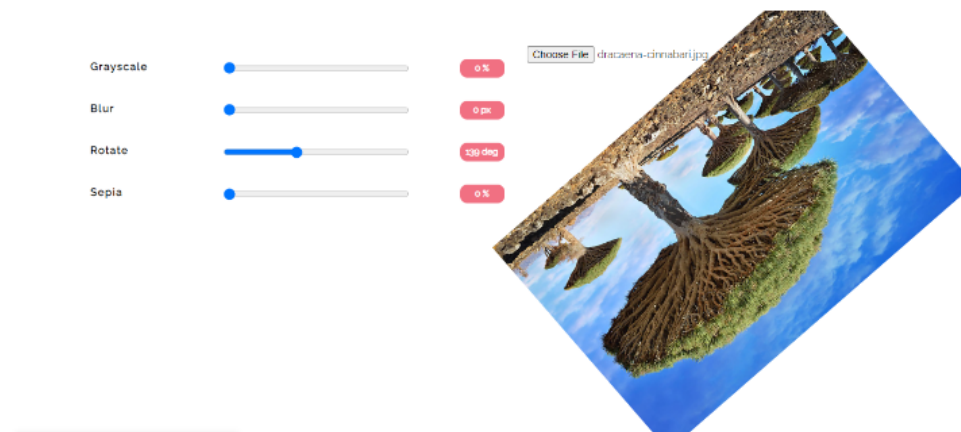 Choose File dracaena-cinnabari.jpg
Grayscale 0 %
Blur 0 px
Rotate 139 deg
Sepia 0 %